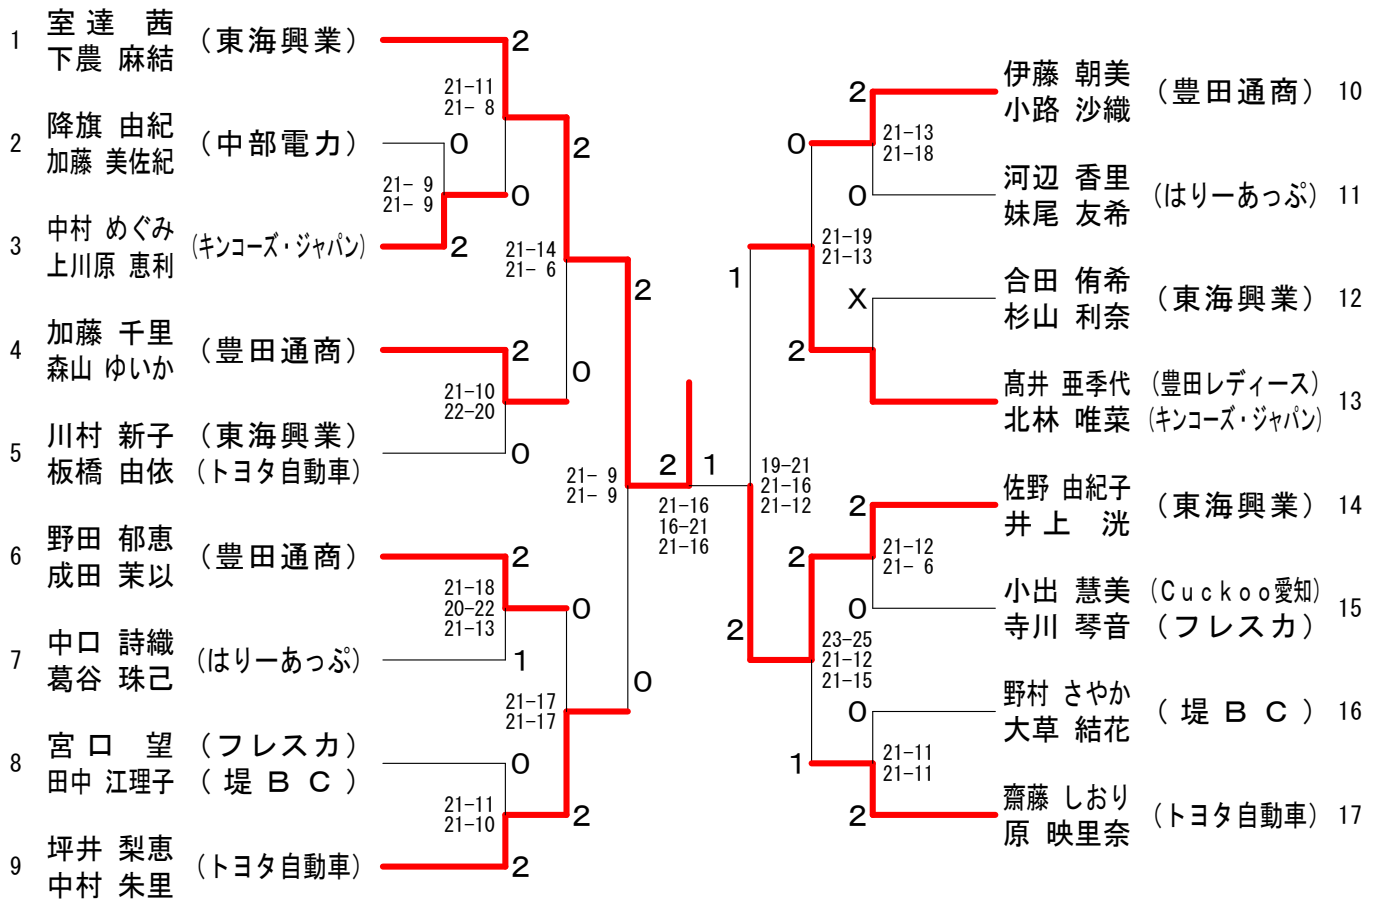 1 室達 茜 (東海興業) 2
下農 麻結
21-11
21- 8
2 降旗 由紀 (中部電力) 0
加藤 美佐紀
2
21- 9
21- 9
0
3 中村 めぐみ (キンコーズ・ジャパン) 2
上川原 恵利
21-14
21- 6
2
4 加藤 千里 (豊田通商) 2
森山 ゆいか
0
21-10
22-20
5 川村 新子 (東海興業) 0
板橋 由依 (トヨタ自動車)
21- 9
21- 9
2 1
21-16
16-21
21-16
6 野田 郁恵 (豊田通商) 2
成田 茉以
21-18
20-22
21-13
0
7 中口 詩織 (はりーあっぷ) 1
葛谷 珠己
0
21-17
21-17
8 宮口 望 (フレスカ) 0
田中 江理子 (堤BC)
21-11
21-10
2
9 坪井 梨恵 (トヨタ自動車) 2
中村 朱里
2 伊藤 朝美 (豊田通商) 10
小路 沙織
21-13
21-18
0
0 河辺 香里 (はりーあっぷ) 11
妹尾 友希
21-19
21-13
1
X 合田 侑希 (東海興業) 12
杉山 利奈
2
髙井 亜季代 (豊田レディース) 13
北林 唯菜 (キンコーズ・ジャパン)
19-21
21-16
21-12
2 佐野 由紀子 (東海興業) 14
井上 洸
21-12
21- 6
2
0 小出 慧美 (Cuckoo愛知) 15
寺川 琴音 (フレスカ)
2
23-25
21-12
21-15
0 野村 さやか (堤BC) 16
大草 結花
21-11
21-11
1
2 齋藤 しおり (トヨタ自動車) 17
原 映里奈